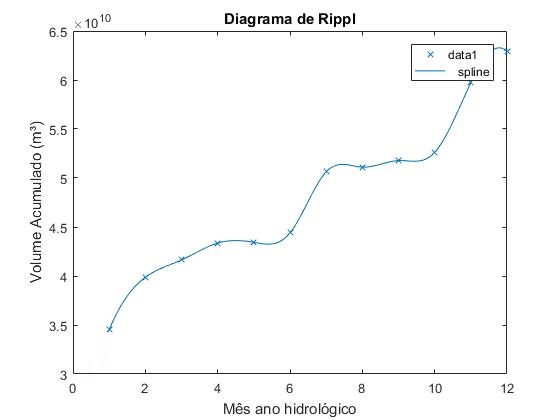 Diagrama de Rippl
×10^10
data1
spline
6.5
6
5.5
5
4.5
4
3.5
3
Volume Acumulado (m³)
0 2 4 6 8 10 12
Mês ano hidrológico